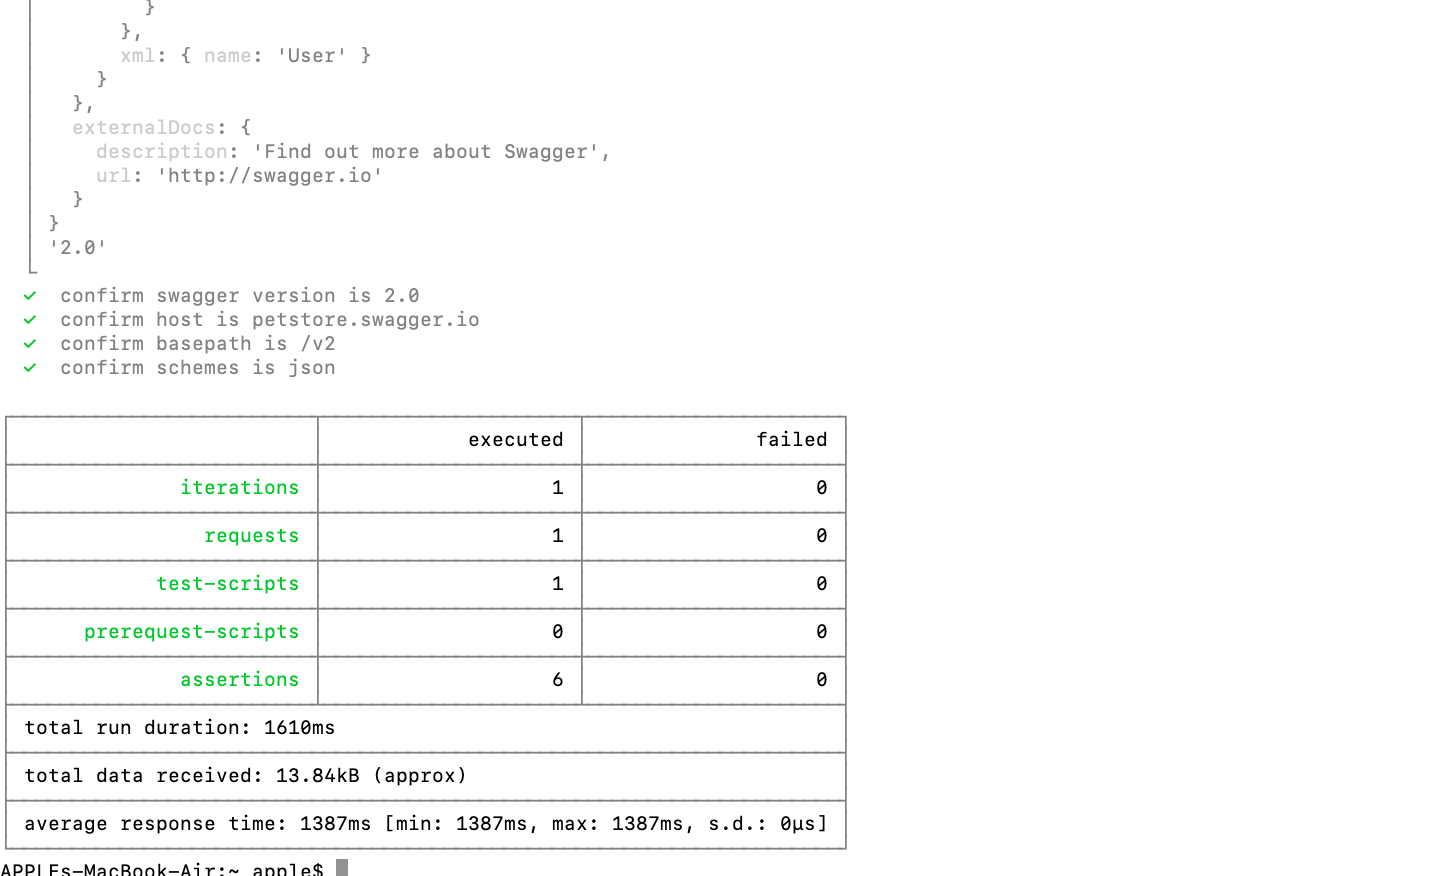 }
},
xml: { name: 'User' }
}
},
externalDocs: {
description: 'Find out more about Swagger',
url: 'http://swagger.io'
}
}
'2.0'
✓ confirm swagger version is 2.0
✓ confirm host is petstore.swagger.io
✓ confirm basepath is /v2
✓ confirm schemes is json
executed failed
iterations 1 0
requests 1 0
test-scripts 1 0
prerequest-scripts 0 0
assertions 6 0
total run duration: 1610ms
total data received: 13.84kB (approx)
average response time: 1387ms [min: 1387ms, max: 1387ms, s.d.: 0µs]
APPLEs-MacBook-Air:~ apple$